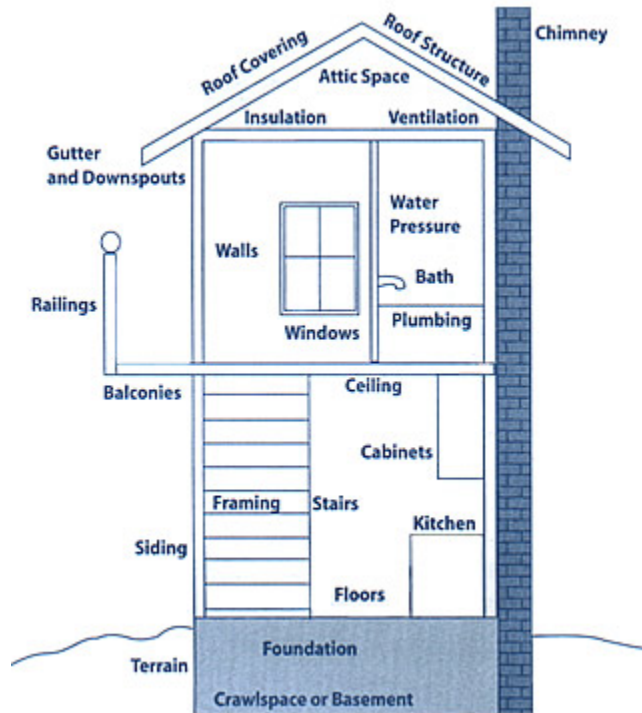 Roof Covering
Roof Structure
Chimney
Attic Space
Insulation
Ventilation
Gutter
and Downspouts
Water
Pressure
Walls
Bath
Railings
Windows
Plumbing
Balconies
Ceiling
Cabinets
Framing
Stairs
Kitchen
Siding
Floors
Foundation
Terrain
Crawlspace or Basement